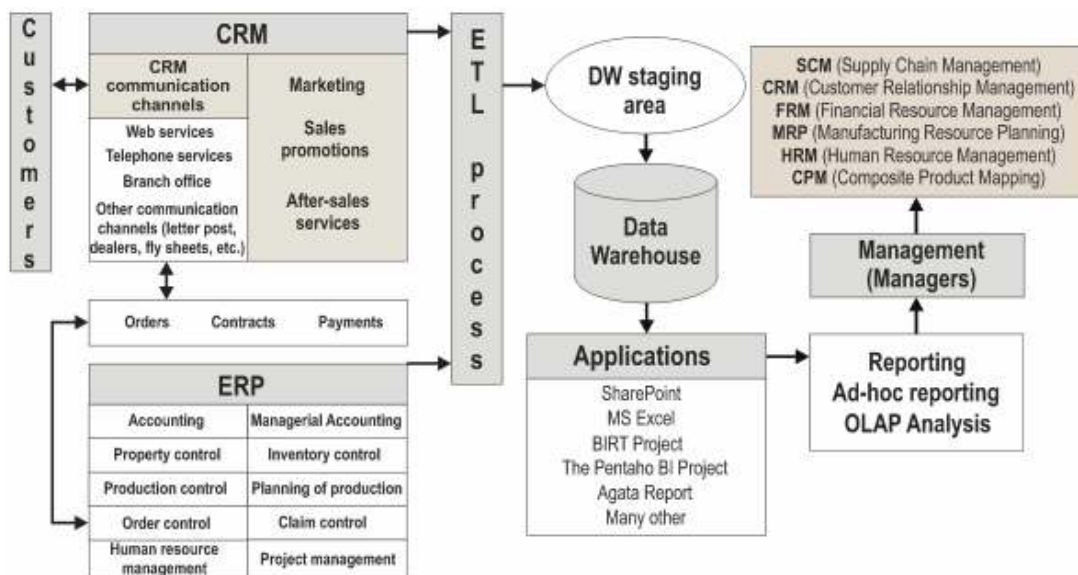 Customers
CRM
CRM
communication
channels
Web services
Telephone services
Branch office
Other communication
channels (letter post,
dealers, fly sheets, etc.)
Marketing
Sales
promotions
After-sales
services
Orders Contracts Payments
ERP
Accounting Managerial Accounting
Property control Inventory control
Production control Planning of production
Order control Claim control
Human resource
management
Project management
ETL process
DW staging
area
Data
Warehouse
Applications
SharePoint
MS Excel
BIRT Project
The Pentaho BI Project
Agata Report
Many other
Reporting
Ad-hoc reporting
OLAP Analysis
Management
(Managers)
SCM (Supply Chain Management)
CRM (Customer Relationship Management)
FRM (Financial Resource Management)
MRP (Manufacturing Resource Planning)
HRM (Human Resource Management)
CPM (Composite Product Mapping)